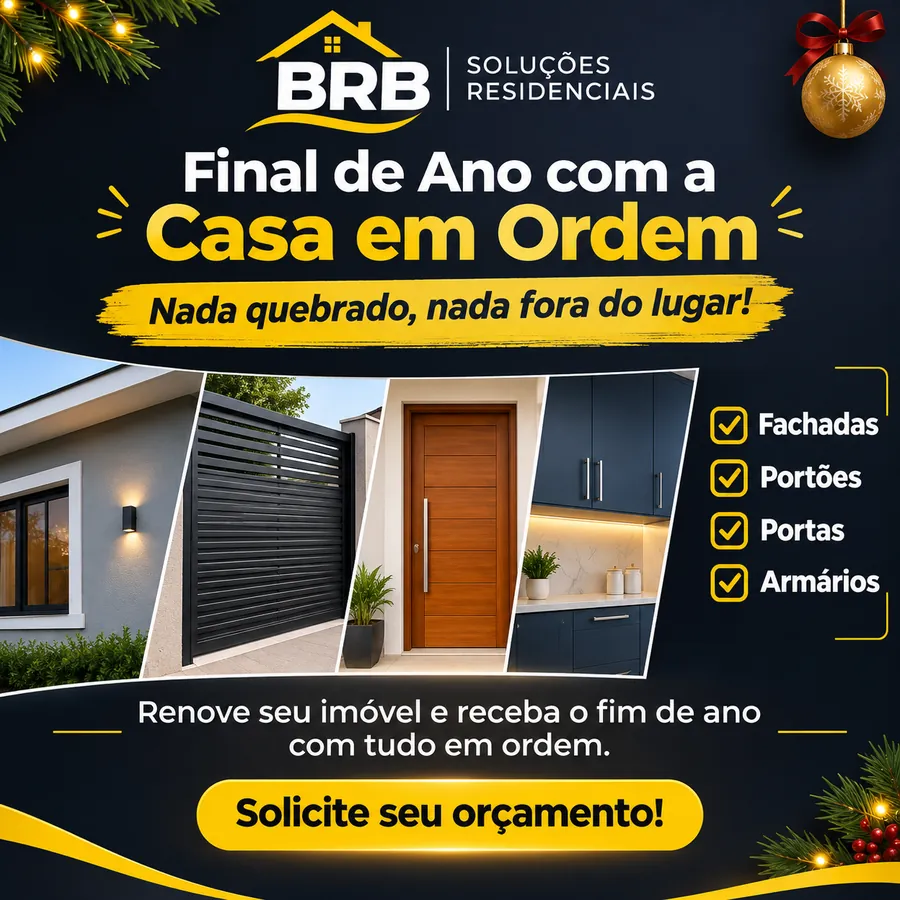 BRB
SOLUÇÕES
RESIDENCIAIS
Final de Ano com a
Casa em Ordem
Nada quebrado, nada fora do lugar!
Fachadas
Portões
Portas
Armários
Renove seu imóvel e receba o fim de ano
com tudo em ordem.
Solicite seu orçamento!